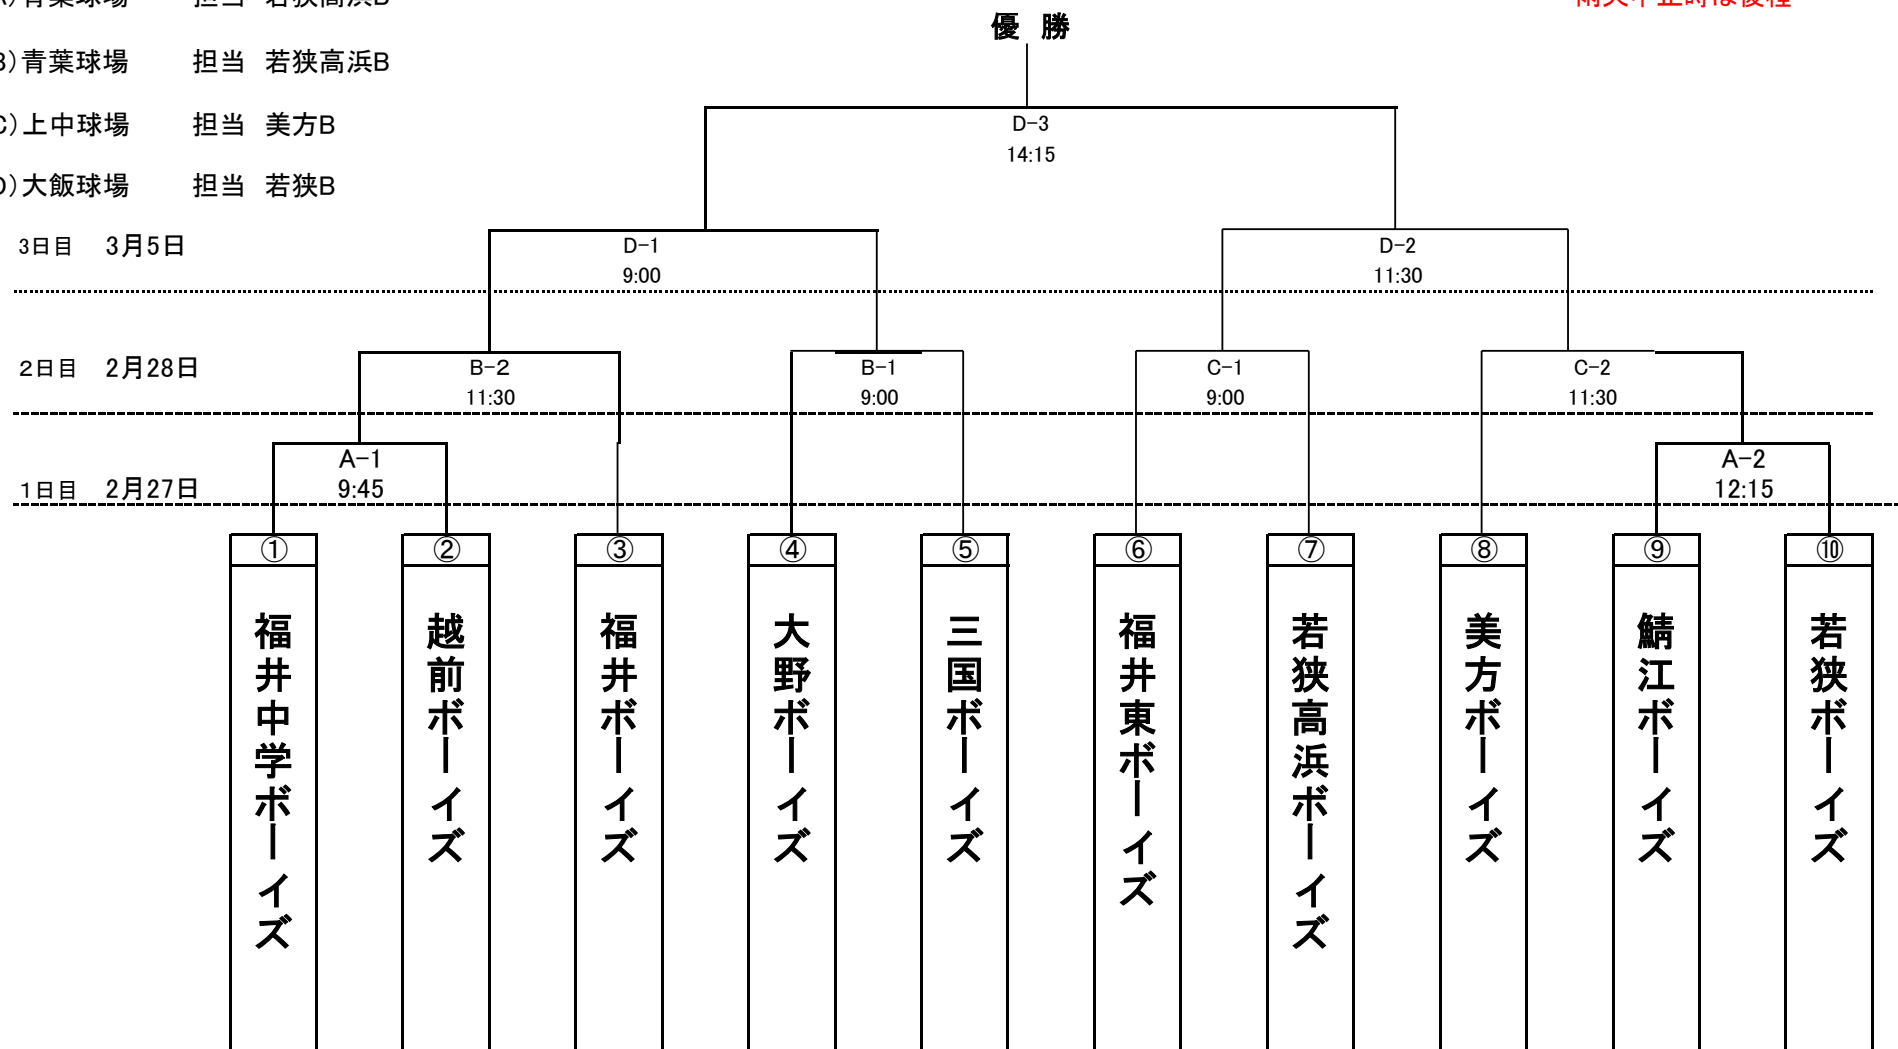 優 勝
B)青葉球場 担当 若狭高浜B
C)上中球場 担当 美方B
D)大飯球場 担当 若狭B
D-3
14:15
3日目 3月5日
D-1
9:00
D-2
11:30
2日目 2月28日
B-2
11:30
B-1
9:00
C-1
9:00
C-2
11:30
1日目 2月27日
A-1
9:45
A-2
12:15
① 福井中学ボーイズ
② 越前ボーイズ
③ 福井ボーイズ
④ 大野ボーイズ
⑤ 三国ボーイズ
⑥ 福井東ボーイズ
⑦ 若狭高浜ボーイズ
⑧ 美方ボーイズ
⑨ 鯖江ボーイズ
⑩ 若狭ボーイズ